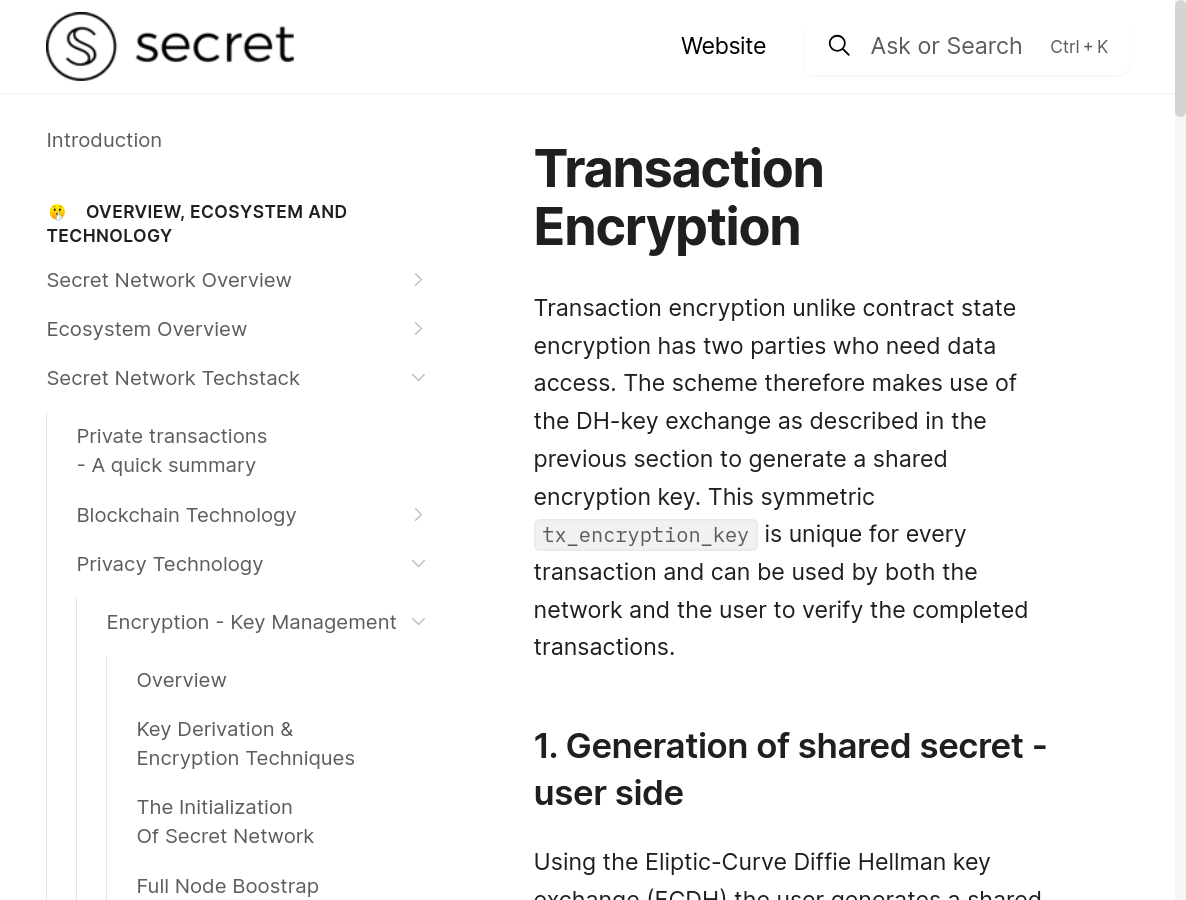 secret
Website
Ask or Search
Ctrl + K
Introduction
OVERVIEW, ECOSYSTEM AND
TECHNOLOGY
Secret Network Overview
Ecosystem Overview
Secret Network Techstack
Private transactions
- A quick summary
Blockchain Technology
Privacy Technology
Encryption - Key Management
Overview
Key Derivation &
Encryption Techniques
The Initialization
Of Secret Network
Full Node Boostrap
Transaction
Encryption
Transaction encryption unlike contract state
encryption has two parties who need data
access. The scheme therefore makes use of
the DH-key exchange as described in the
previous section to generate a shared
encryption key. This symmetric
tx_encryption_key is unique for every
transaction and can be used by both the
network and the user to verify the completed
transactions.
1. Generation of shared secret -
user side
Using the Eliptic-Curve Diffie Hellman key
exchange (ECDH) the user generates a shared